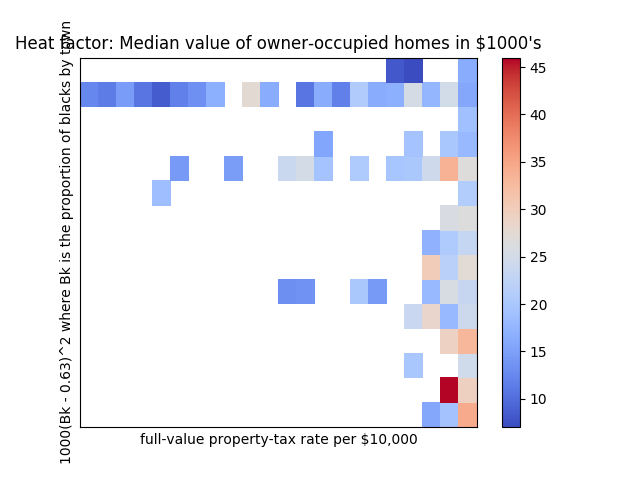 Heat factor: Median value of owner-occupied homes in $1000's
1000(Bk - 0.63)^2 where Bk is the proportion of blacks by town
45
40
35
30
25
20
15
10
full-value property-tax rate per $10,000